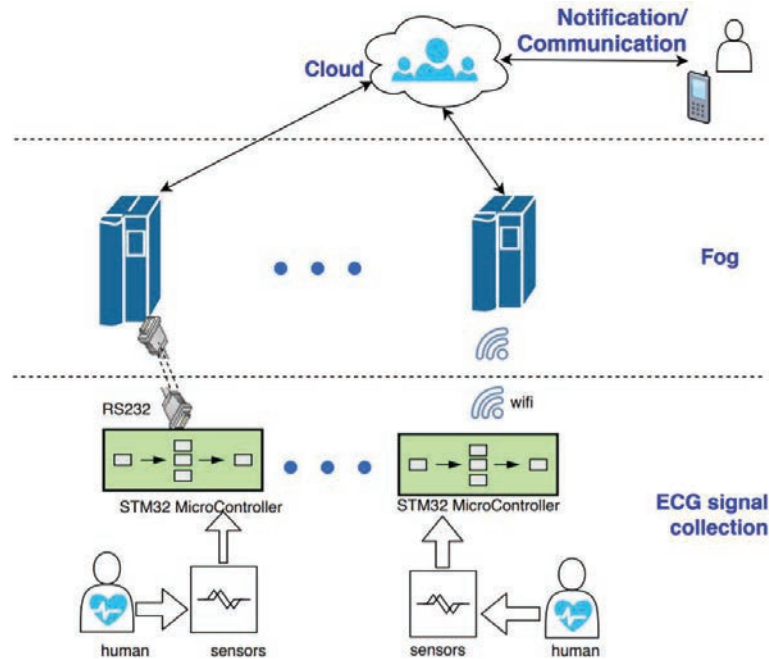 Notification/
Communication
Cloud
Fog
RS232
wifi
STM32 MicroController
STM32 MicroController
ECG signal
collection
human
sensors
sensors
human